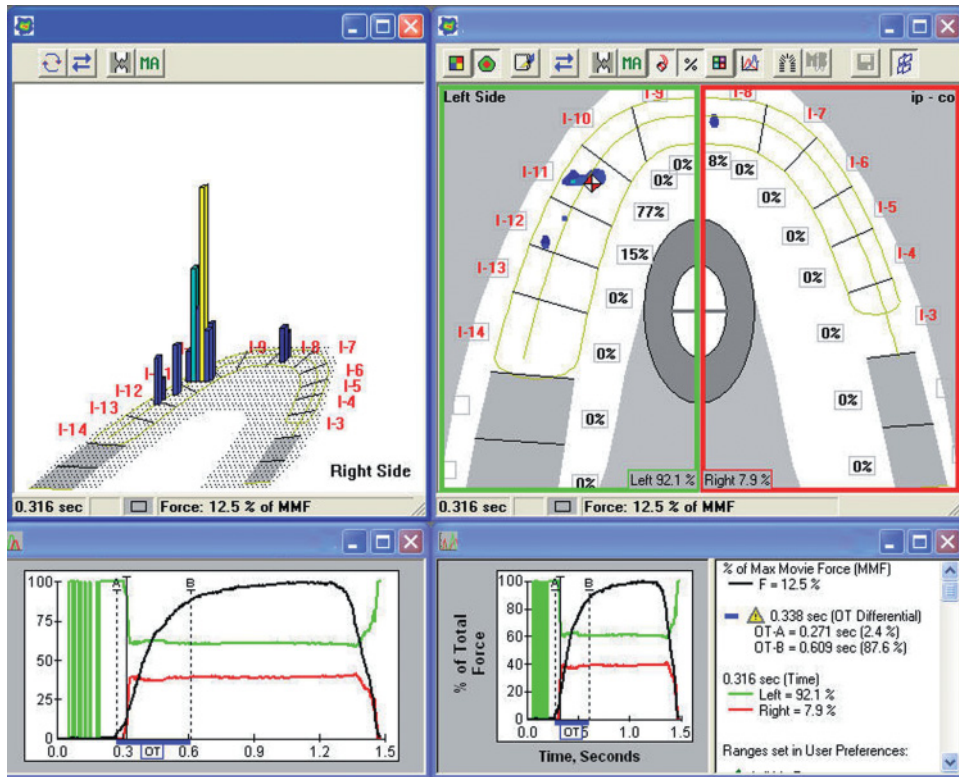 MA
I-9
I-8
I-7
I-6
I-5
I-4
I-3
I-12
I-13
I-14
Right Side
0.316 sec
Force: 12.5 % of MMF
MA
%
Left Side
ip - co
I-9
I-8
I-10
I-7
I-11
I-6
I-12
I-5
I-13
I-4
I-14
I-3
0%
8%
0%
0%
77%
0%
15%
0%
0%
0%
0%
0%
0%
0%
0%
0%
Left 92.1 %
Right 7.9 %
0.316 sec
Force: 12.5 % of MMF
100
75
50
25
0
A
B
0.0
0.3
OT
0.6
0.9
1.2
1.5
% of Total
Force
100
80
60
40
20
0
A
B
0.0
OT
1.0
1.5
Time, Seconds
% of Max Movie Force (MMF)
F = 12.5 %
0.338 sec (OT Differential)
OT-A = 0.271 sec (2.4 %)
OT-B = 0.609 sec (87.6 %)
0.316 sec (Time)
Left = 92.1 %
Right = 7.9 %
Ranges set in User Preferences: